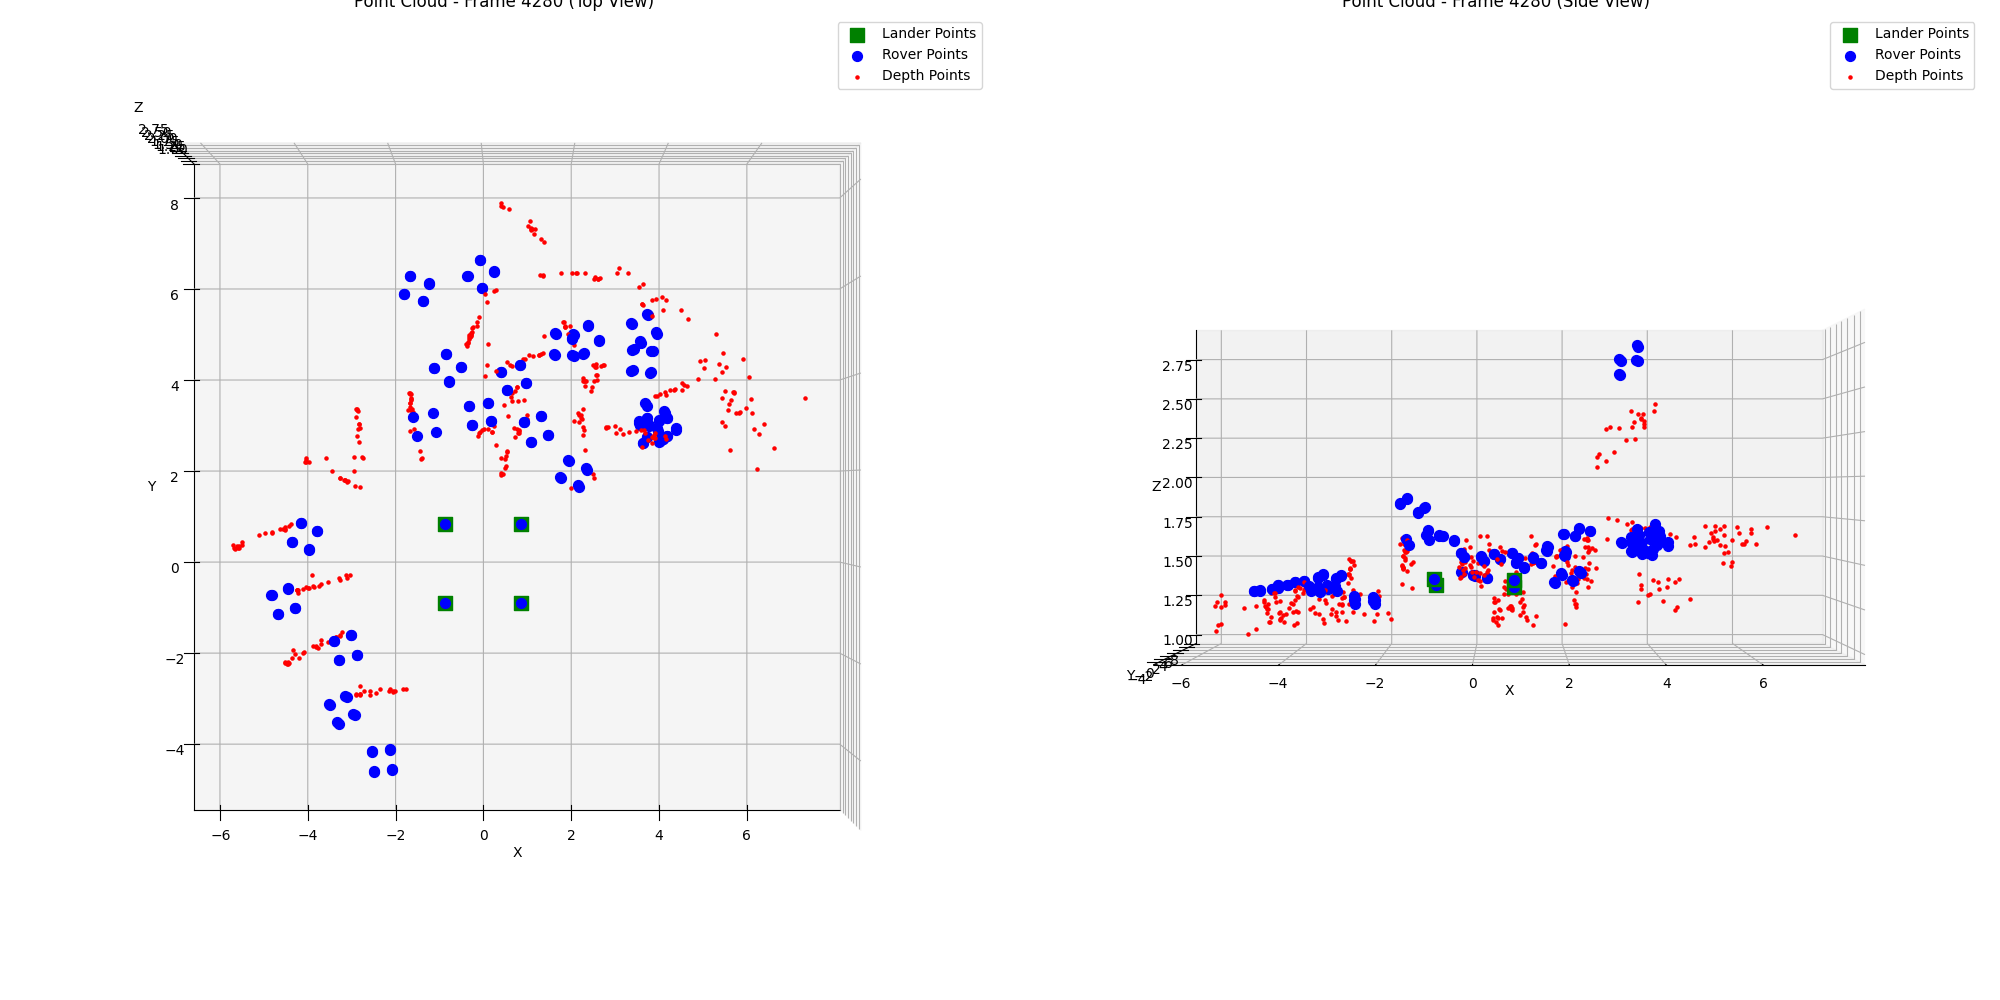 Point Cloud - Frame 4280 (Top View)
Lander Points
Rover Points
Depth Points
Z
2.75
8
6
4
Y
2
0
−2
−4
−6
−4
−2
0
2
4
6
X
Point Cloud - Frame 4280 (Side View)
Lander Points
Rover Points
Depth Points
2.75
2.50
2.25
Z
2.00
1.75
1.50
1.25
1.00
Y
−6
−4
−2
0
2
4
6
X